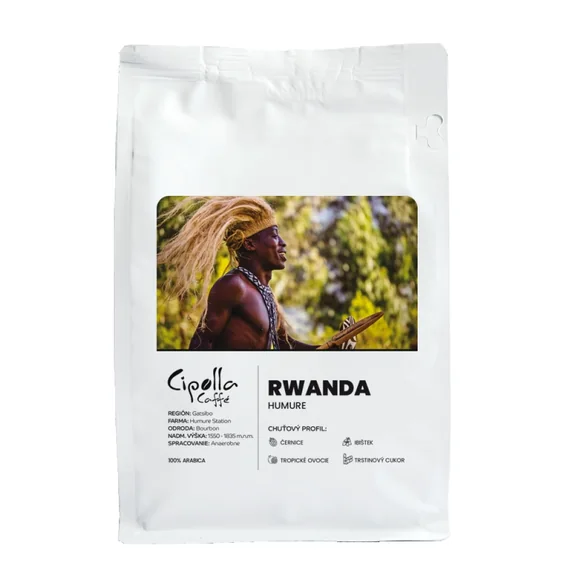 Cipolla
Caffé
REGIÓN: Gatsibo
FARMA: Humure Station
ODRODA: Bourbon
NADM. VÝŠKA: 1550 - 1835 m.n.m.
SPRACOVANIE: Anaerobne
100% ARABICA
RWANDA
HUMURE
CHUŤOVÝ PROFIL:
ČERNICE
IBIŠTEK
TROPICKÉ OVOCIE
TRSTINOVÝ CUKOR